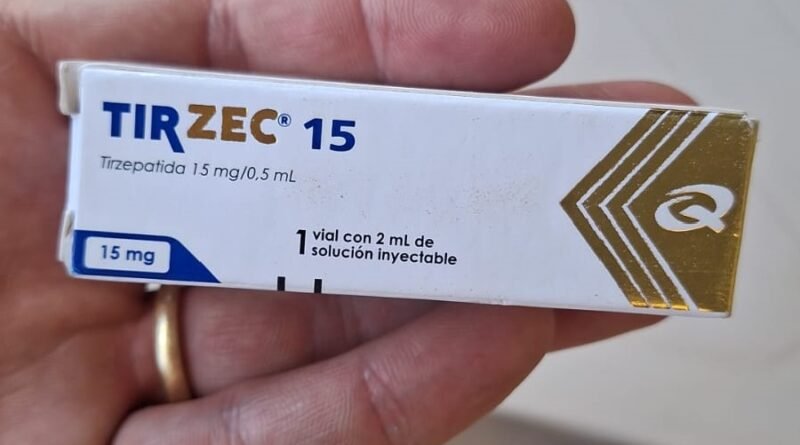 TIRZEC® 15
Tirzepatida 15 mg/0,5 mL
15 mg
1 vial con 2 mL de
solución inyectable